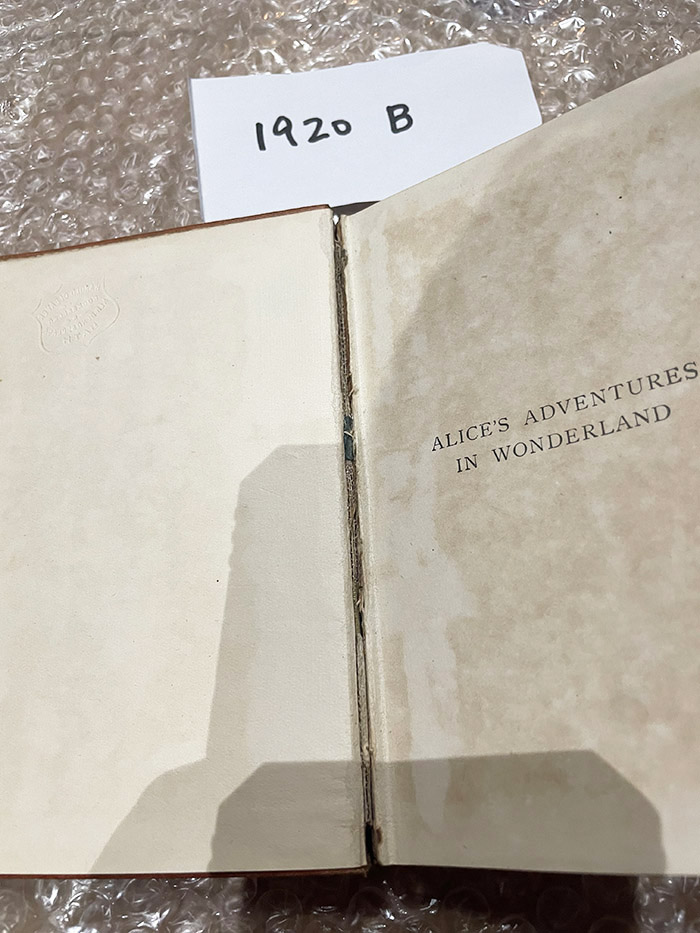 1920 B
ALICE'S ADVENTURES
IN WONDERLAND